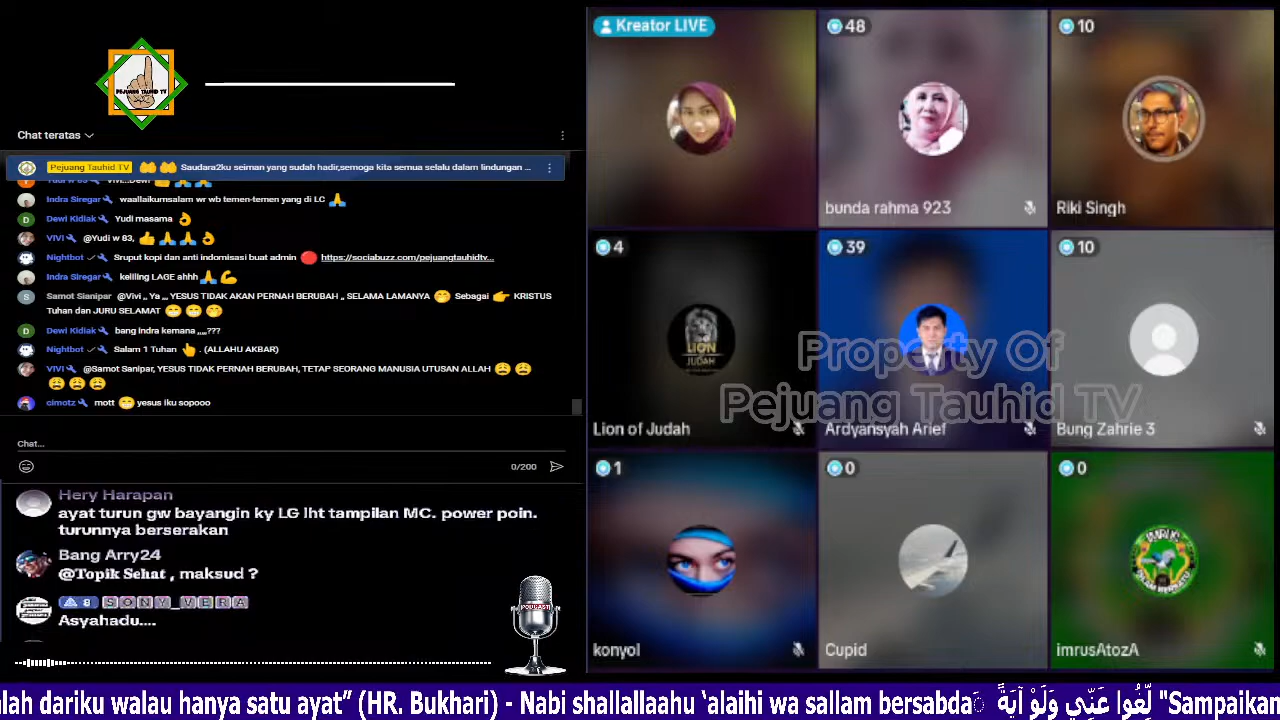 PEJUANG TAUHID TV
Chat teratas
Pejuang Tauhid TV Saudara2ku seiman yang sudah hadir,semoga kita semua selalu dalam lindungan ...
Yudi w 83 VIVI...Dewi 👍🙏🙏
Indra Siregar waallaikumsalam wr wb temen-temen yang di LC 🙏
Dewi Kidiak Yudi masama 👌
VIVI @Yudi w 83, 👍🙏🙏👌
Nightbot Sruput kopi dan anti indomisasi buat admin 🔴 https://sociabuzz.com/pejuangtauhidtv...
Indra Siregar keliling LAGE ahhh 🙏💪
Samot Sianipar @Vivi ,, Ya ,,, YESUS TIDAK AKAN PERNAH BERUBAH ,, SELAMA LAMANYA 🤭 Sebagai 👉 KRISTUS
Tuhan dan JURU SELAMAT 😁😁🤭
Dewi Kidiak bang indra kemana ,,,,,???
Nightbot Salam 1 Tuhan 👆 . (ALLAHU AKBAR)
VIVI @Samot Sanipar, YESUS TIDAK PERNAH BERUBAH, TETAP SEORANG MANUSIA UTUSAN ALLAH 😩😩
😩😩😩
cimotz mott 😁 yesus iku sopooo
Chat...
0/200
Hery Harapan
ayat turun gw bayangin ky LG lht tampilan MC. power poin.
turunnya berserakan
Bang Arry24
@Topik Sehat , maksud ?
8 SONY_VERA
Asyahadu....
PODCAST
Kreator LIVE
48
bunda rahma 923
10
Riki Singh
4
LION
JUDAH
Lion of Judah
39
Ardyansyah Arief
10
Bung Zahrie 3
Property Of
Pejuang Tauhid TV
1
konyol
0
Cupid
0
imrusAtozA
alah dariku walau hanya satu ayat” (HR. Bukhari) - Nabi shallallaahu ‘alaihi wa sallam bersabda لِّغُوا عَنِّي وَلَوْ آيَةً "Sampaikan